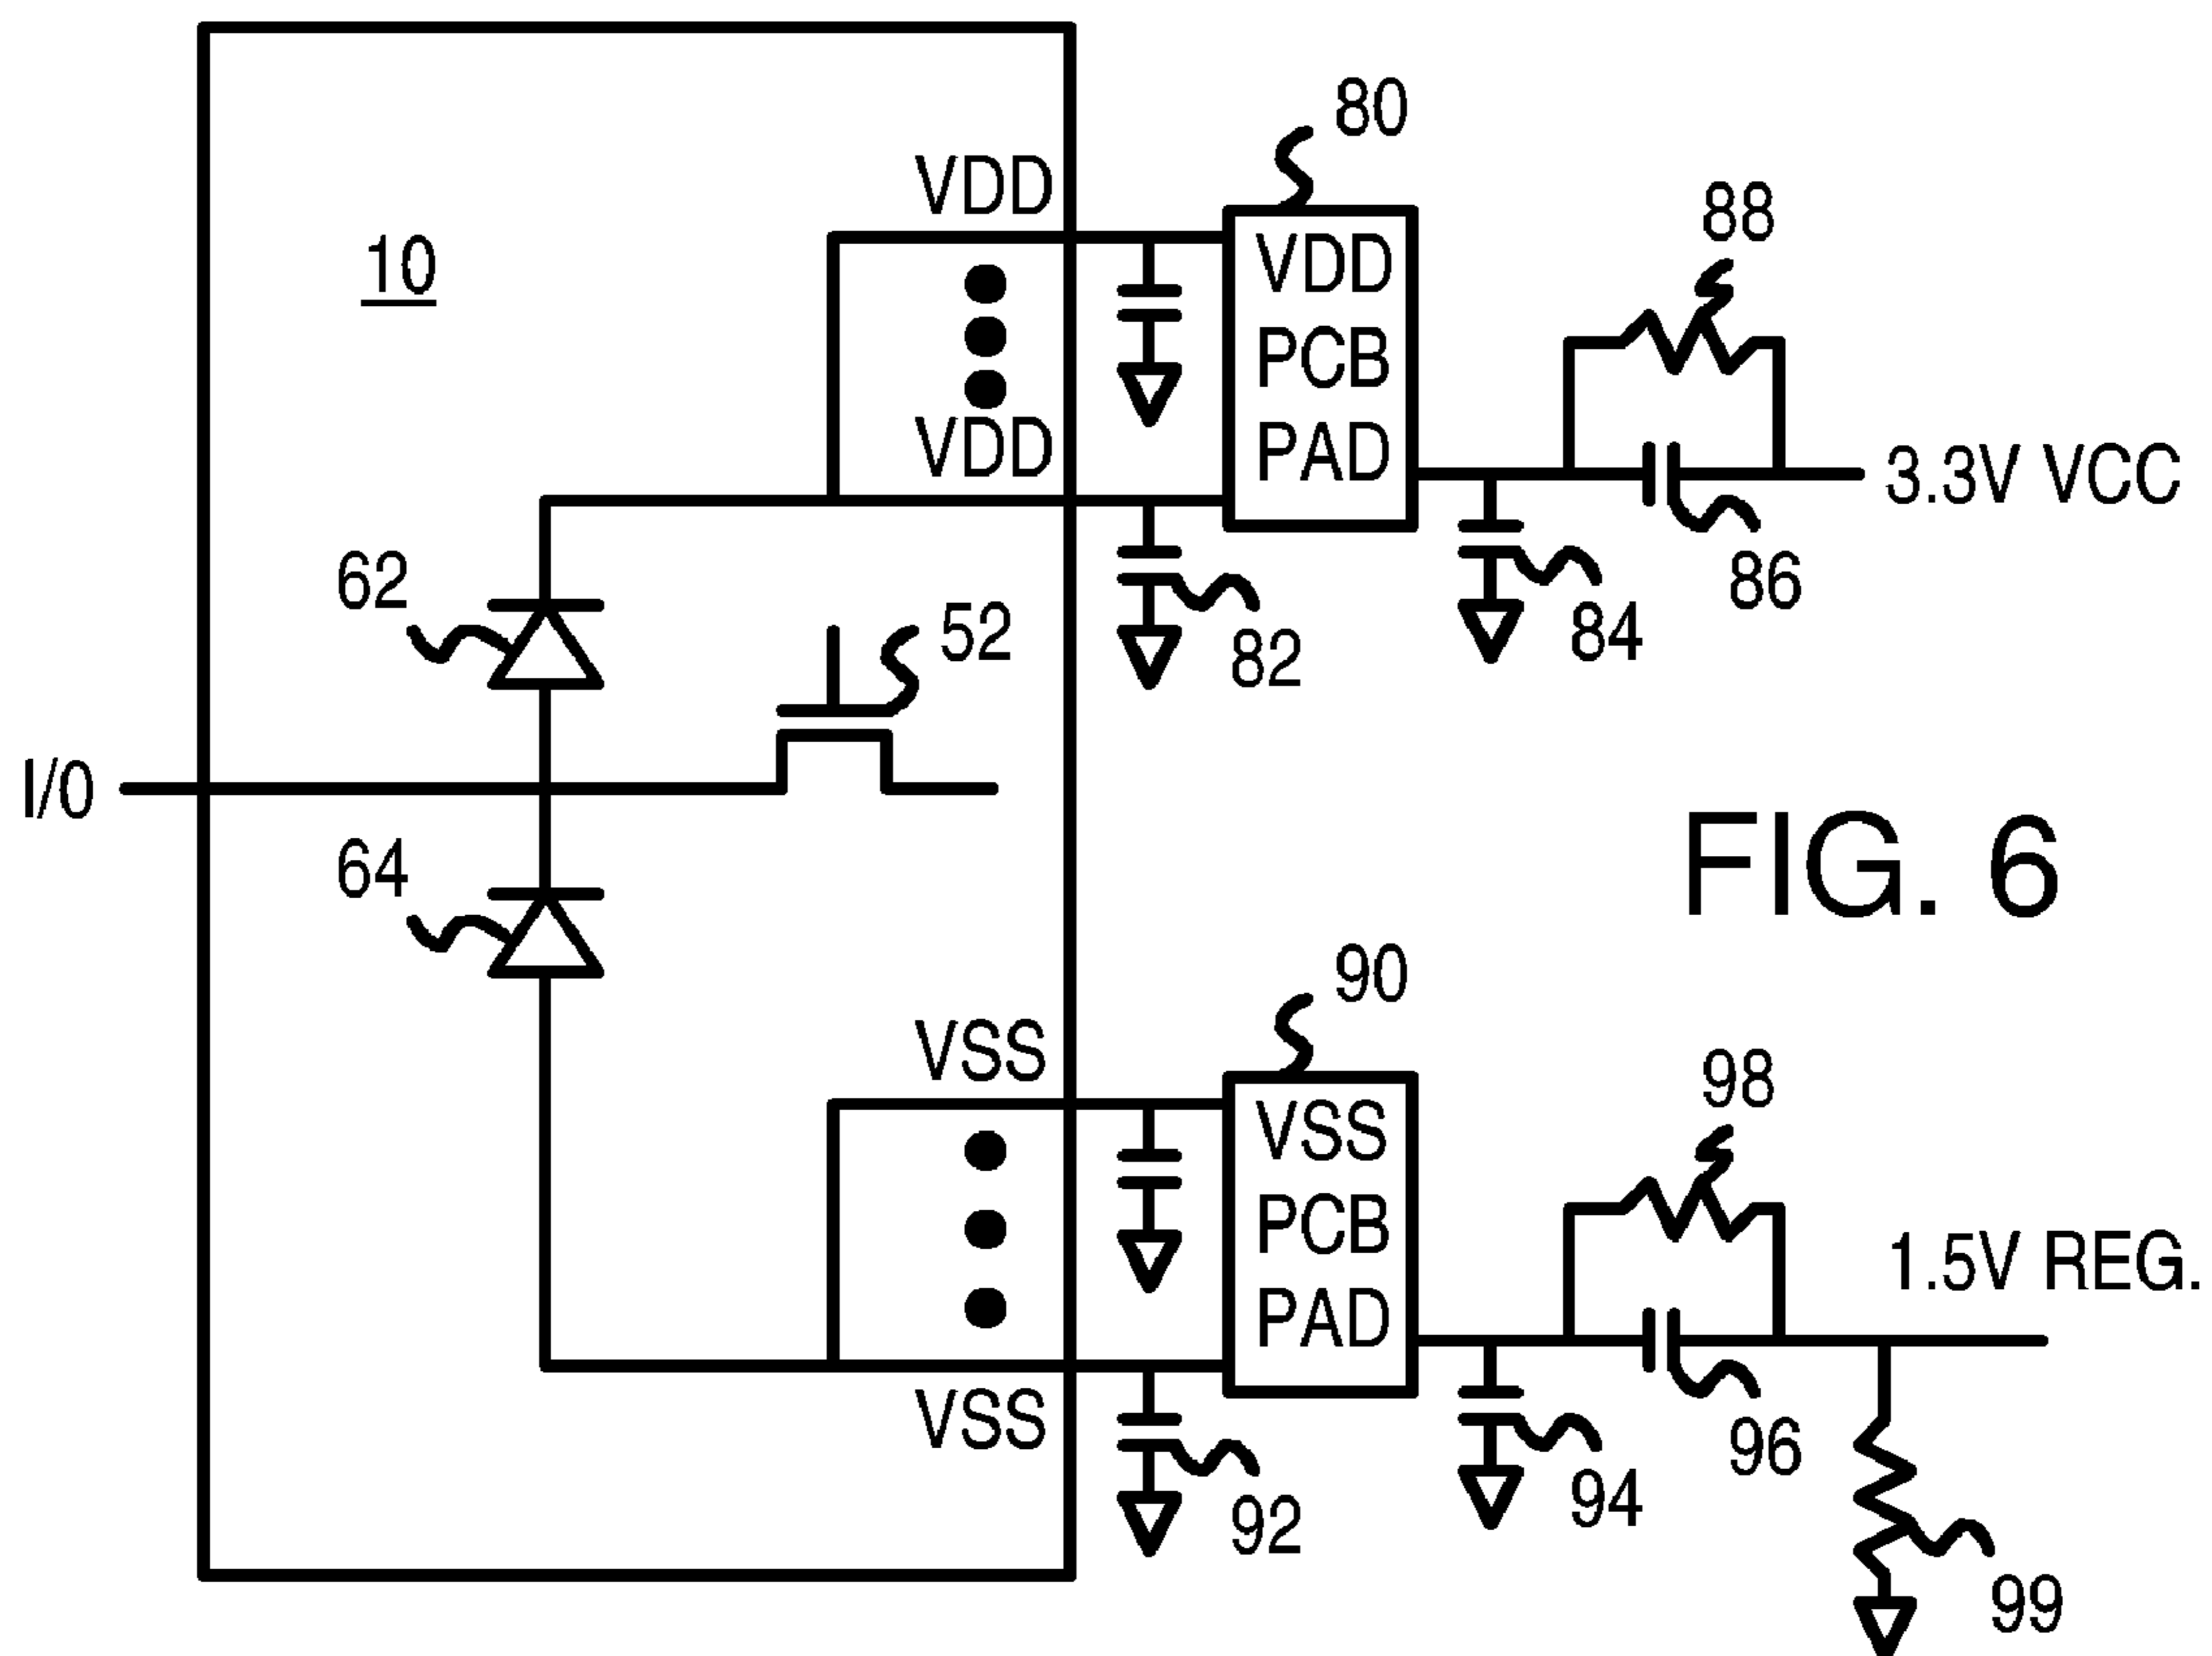 80
VDD
88
10
VDD
PCB
PAD
VDD
3.3V VCC
62
52
82
84
86
I/0
64
FIG. 6
90
VSS
98
VSS
PCB
PAD
1.5V REG.
VSS
92
94
96
99